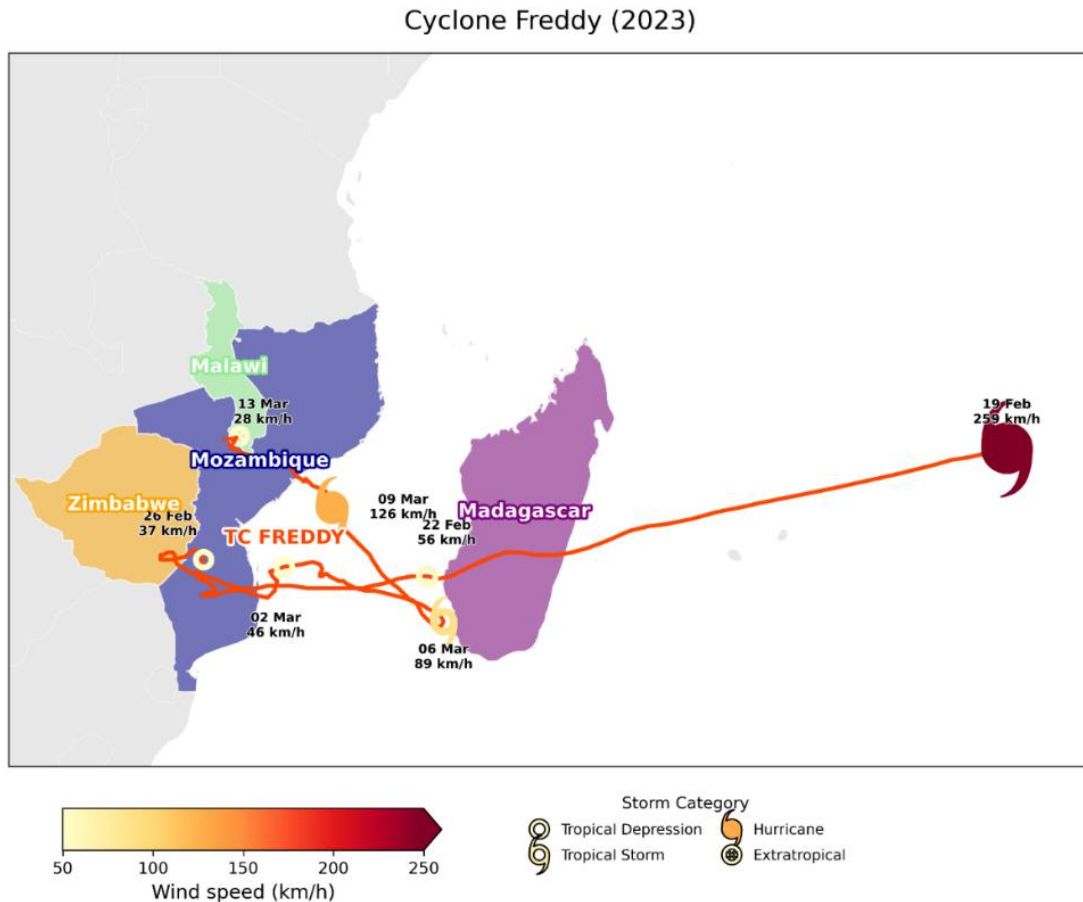 Cyclone Freddy (2023)
Malawi
13 Mar
28 km/h
Mozambique
Zimbabwe
26 Feb
37 km/h
TC FREDDY
09 Mar
126 km/h
22 Feb
56 km/h
Madagascar
19 Feb
259 km/h
02 Mar
46 km/h
06 Mar
89 km/h
50 100 150 200 250
Wind speed (km/h)
Storm Category
Tropical Depression
Hurricane
Tropical Storm
Extratropical